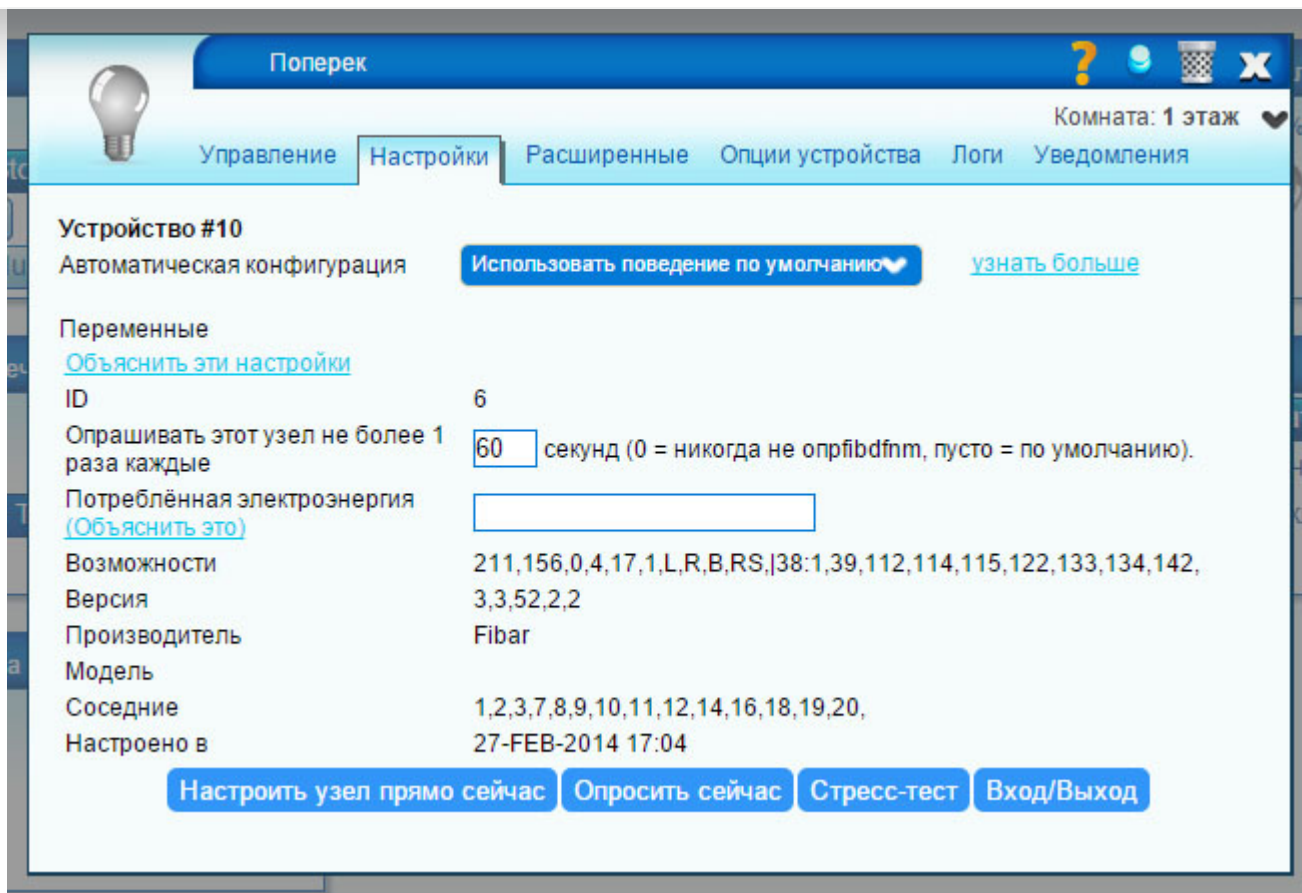 Поперек
Комната: 1 этаж
Управление Настройки Расширенные Опции устройства Логи Уведомления
Устройство #10
Автоматическая конфигурация Использовать поведение по умолчанию узнать больше
Переменные
Объяснить эти настройки
ID 6
Опрашивать этот узел не более 1
раза каждые 60 секунд (0 = никогда не опрfibdfnm, пусто = по умолчанию).
Потреблённая электроэнергия
(Объяснить это)
Возможности 211,156,0,4,17,1,L,R,B,RS,|38:1,39,112,114,115,122,133,134,142,
Версия 3,3,52,2,2
Производитель Fibar
Модель
Соседние 1,2,3,7,8,9,10,11,12,14,16,18,19,20,
Настроено в 27-FEB-2014 17:04
Настроить узел прямо сейчас Опросить сейчас Стресс-тест Вход/Выход